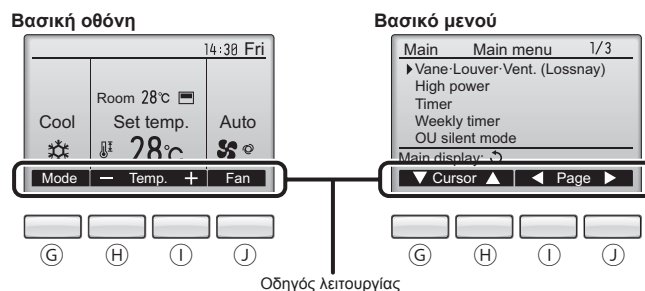 Βασική οθόνη
14:30 Fri
Room 28°C
Cool Set temp. Auto
28°C
Mode − Temp. + Fan
G H I J
Βασικό μενού
Main Main menu 1/3
▶Vane·Louver·Vent. (Lossnay)
High power
Timer
Weekly timer
OU silent mode
Main display: ↺
▼ Cursor ▲ ◀ Page ▶
G H I J
Οδηγός λειτουργίας